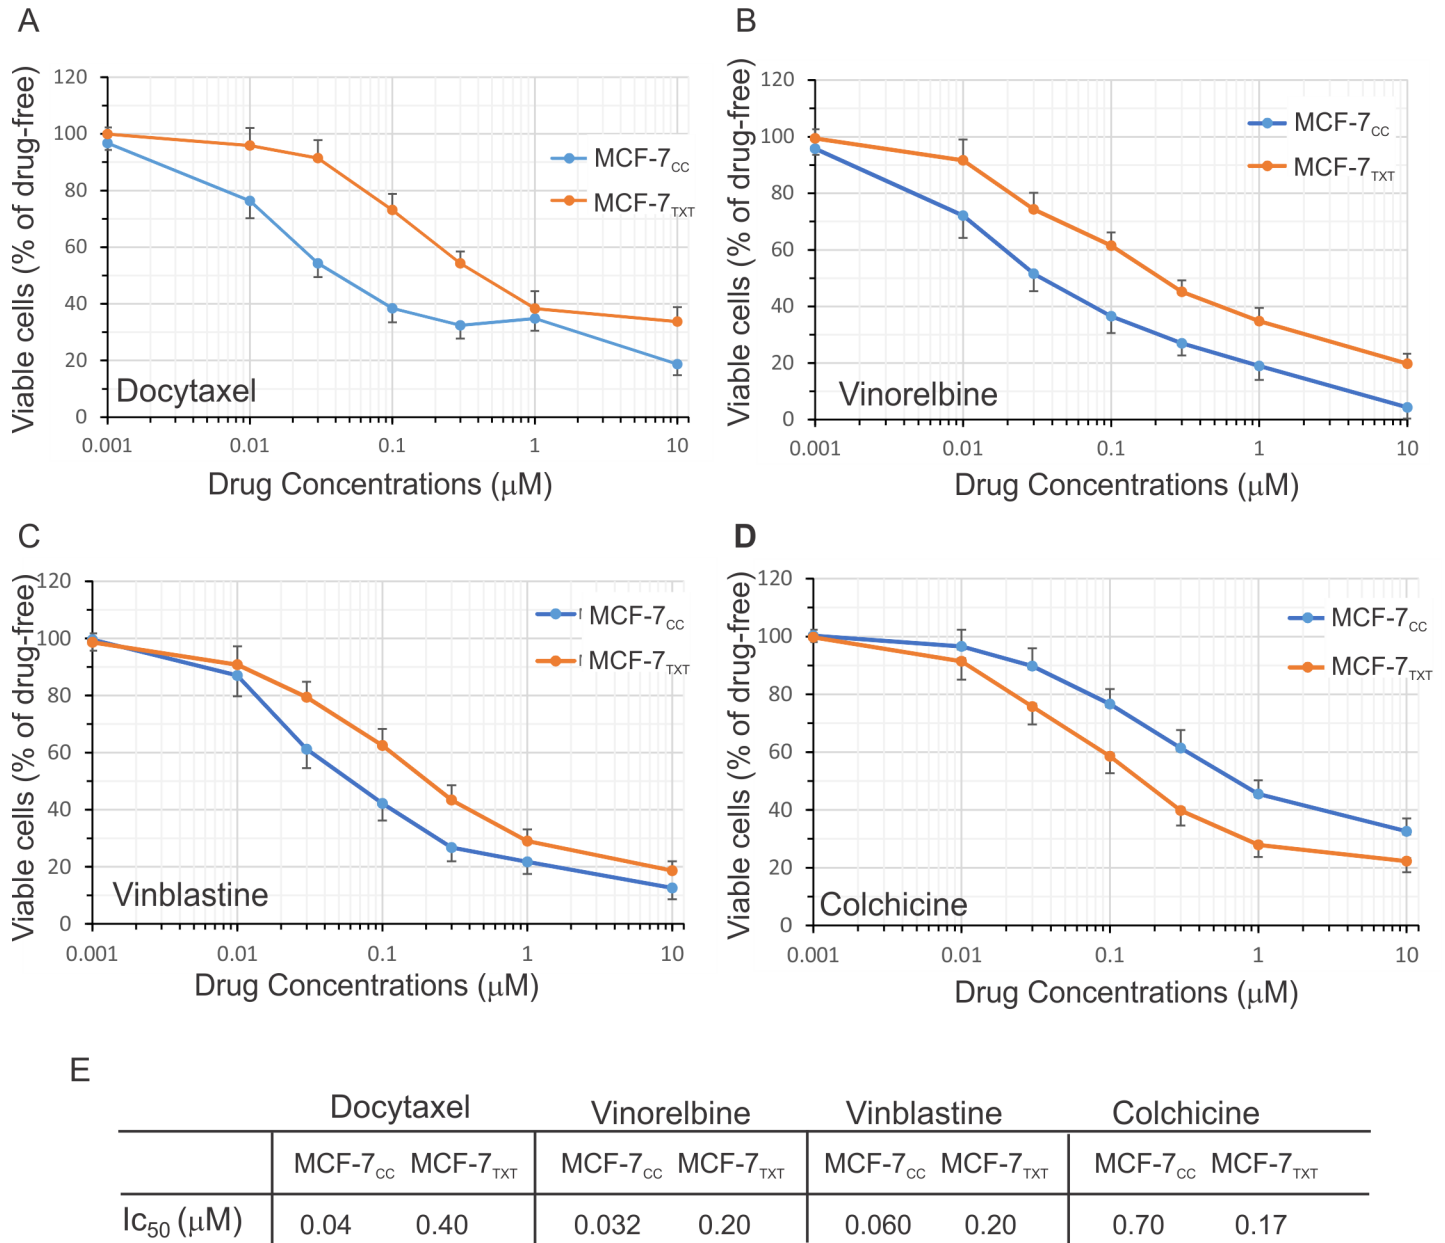 A
Viable cells (% of drug-free)
120
100
80
60
40
20
0
MCF-7CC
MCF-7TXT
Docytaxel
0.001 0.01 0.1 1 10
Drug Concentrations (μM)
B
Viable cells (% of drug-free)
120
100
80
60
40
20
0
MCF-7CC
MCF-7TXT
Vinorelbine
0.001 0.01 0.1 1 10
Drug Concentrations (μM)
C
Viable cells (% of drug-free)
120
100
80
60
40
20
0
MCF-7CC
MCF-7TXT
Vinblastine
0.001 0.01 0.1 1 10
Drug Concentrations (μM)
D
Viable cells (% of drug-free)
120
100
80
60
40
20
0
MCF-7CC
MCF-7TXT
Colchicine
0.001 0.01 0.1 1 10
Drug Concentrations (μM)
E
Docytaxel Vinorelbine Vinblastine Colchicine
MCF-7CC MCF-7TXT MCF-7CC MCF-7TXT MCF-7CC MCF-7TXT MCF-7CC MCF-7TXT
Ic50 (μM) 0.04 0.40 0.032 0.20 0.060 0.20 0.70 0.17